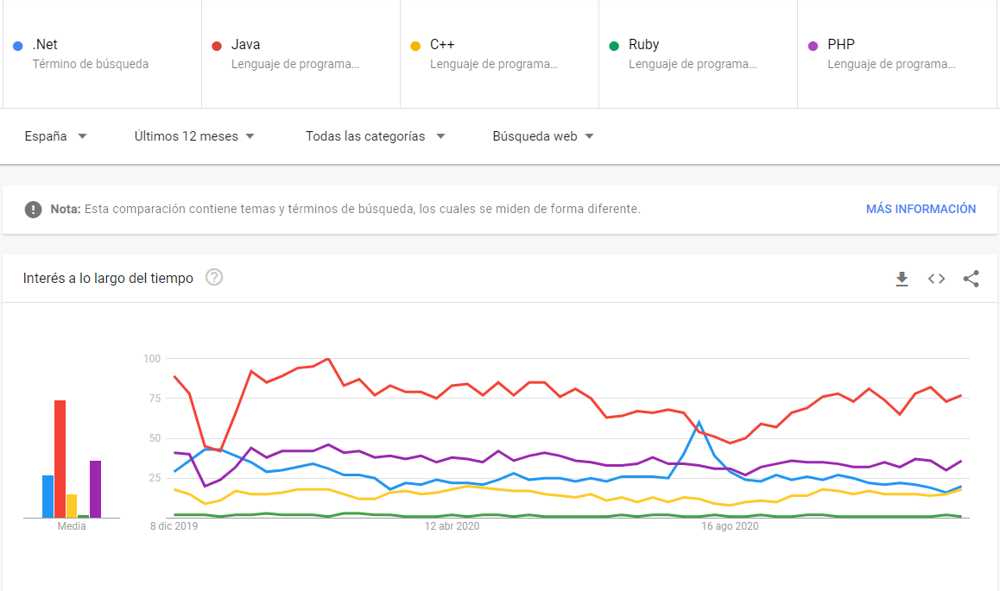 .Net
Término de búsqueda
Java
Lenguaje de programa...
C++
Lenguaje de programa...
Ruby
Lenguaje de programa...
PHP
Lenguaje de programa...
España
Últimos 12 meses
Todas las categorías
Búsqueda web
Nota: Esta comparación contiene temas y términos de búsqueda, los cuales se miden de forma diferente.
MÁS INFORMACIÓN
Interés a lo largo del tiempo
100
75
50
25
Media
8 dic 2019
12 abr 2020
16 ago 2020